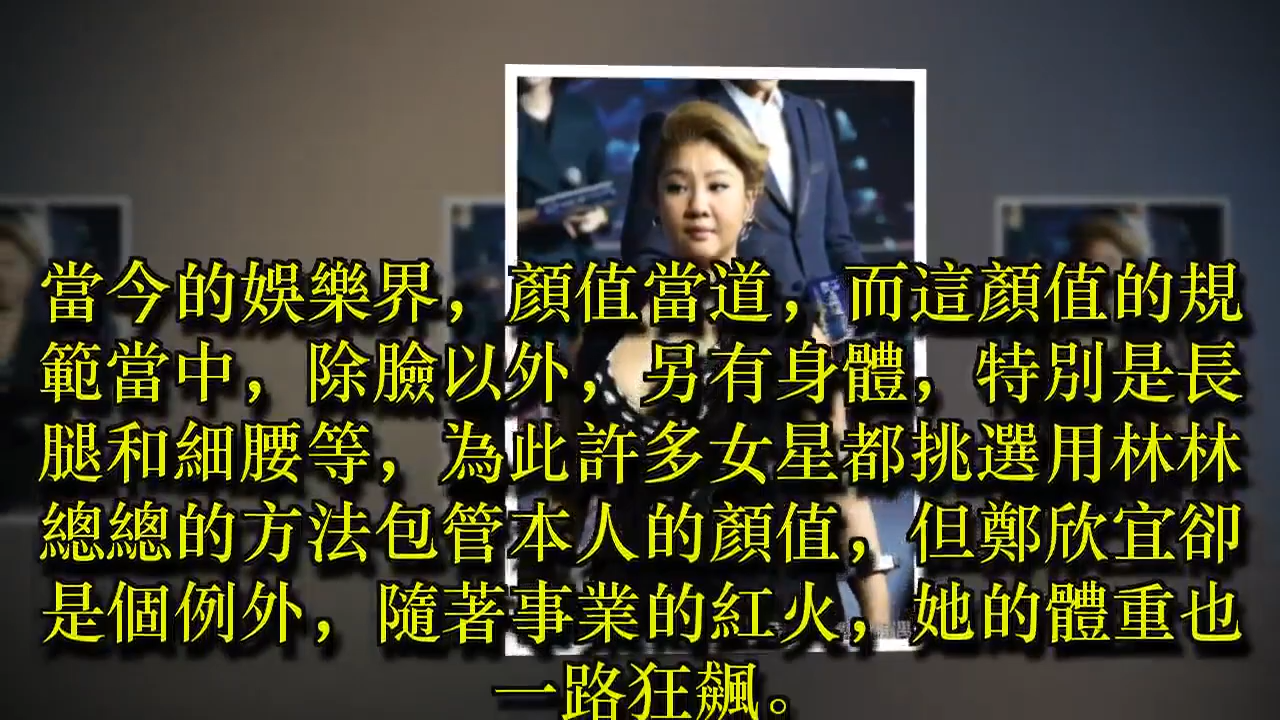 當今的娛樂界，顏值當道，而這顏值的規
範當中，除臉以外，另有身體，特別是長
腿和細腰等，為此許多女星都挑選用林林
總總的方法包管本人的顏值，但鄭欣宜卻
是個例外，隨著事業的紅火，她的體重也
一路狂飆。